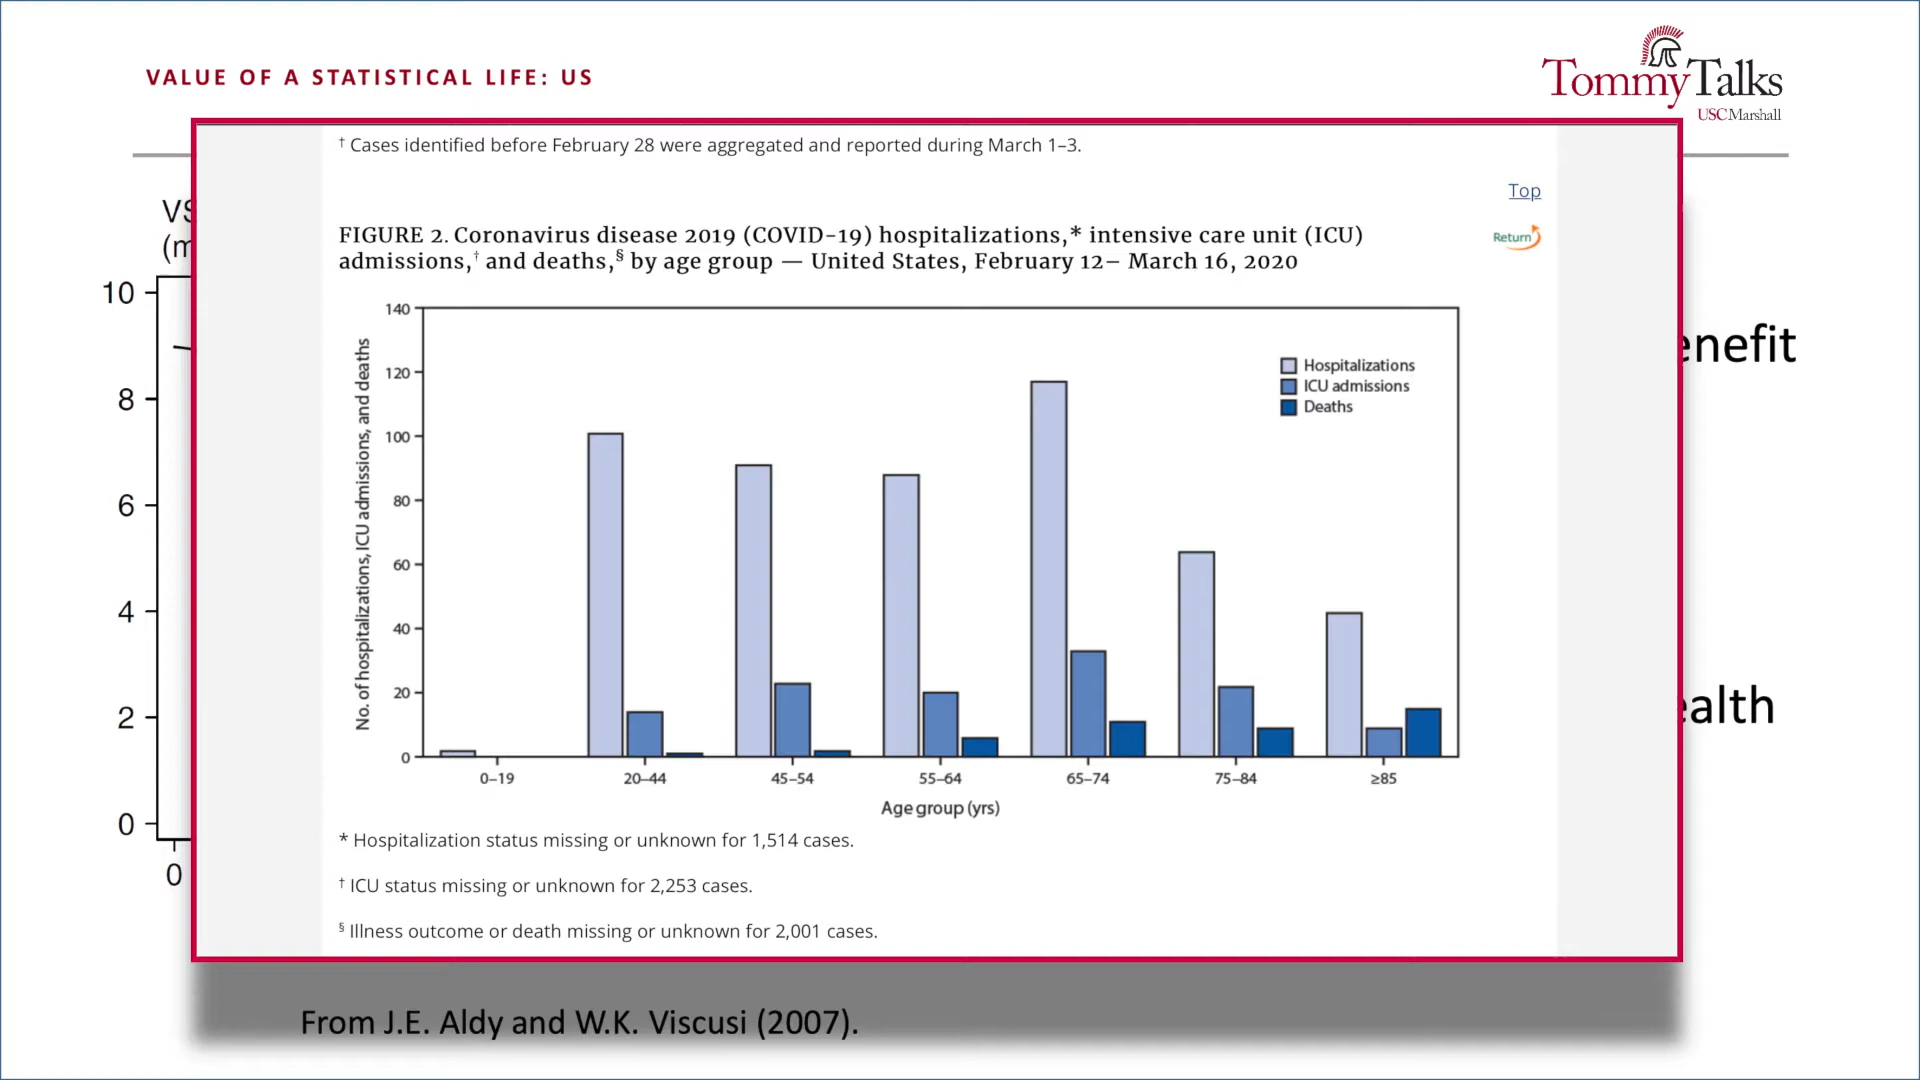 VALUE OF A STATISTICAL LIFE: US
TommyTalks
USC Marshall
† Cases identified before February 28 were aggregated and reported during March 1–3.
Top
Return
FIGURE 2. Coronavirus disease 2019 (COVID-19) hospitalizations,* intensive care unit (ICU)
admissions,† and deaths,§ by age group — United States, February 12– March 16, 2020
No. of hospitalizations, ICU admissions, and deaths
140
120
100
80
60
40
20
0
Hospitalizations
ICU admissions
Deaths
0–19
20–44
45–54
55–64
65–74
75–84
≥85
Age group (yrs)
* Hospitalization status missing or unknown for 1,514 cases.
† ICU status missing or unknown for 2,253 cases.
§ Illness outcome or death missing or unknown for 2,001 cases.
10
8
6
4
2
0
0
From J.E. Aldy and W.K. Viscusi (2007).